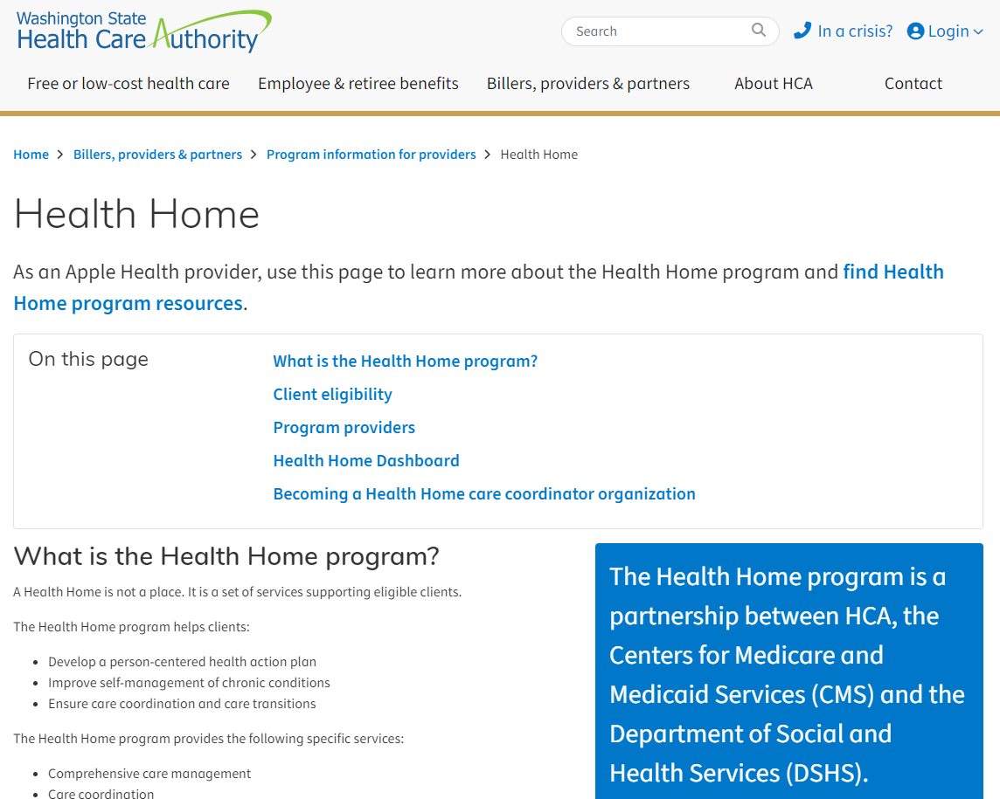 Washington State
Health Care Authority
Search
In a crisis?
Login
Free or low-cost health care
Employee & retiree benefits
Billers, providers & partners
About HCA
Contact
Home > Billers, providers & partners > Program information for providers > Health Home
Health Home
As an Apple Health provider, use this page to learn more about the Health Home program and find Health
Home program resources.
On this page
What is the Health Home program?
Client eligibility
Program providers
Health Home Dashboard
Becoming a Health Home care coordinator organization
What is the Health Home program?
A Health Home is not a place. It is a set of services supporting eligible clients.
The Health Home program helps clients:
• Develop a person-centered health action plan
• Improve self-management of chronic conditions
• Ensure care coordination and care transitions
The Health Home program provides the following specific services:
• Comprehensive care management
• Care coordination
The Health Home program is a
partnership between HCA, the
Centers for Medicare and
Medicaid Services (CMS) and the
Department of Social and
Health Services (DSHS).